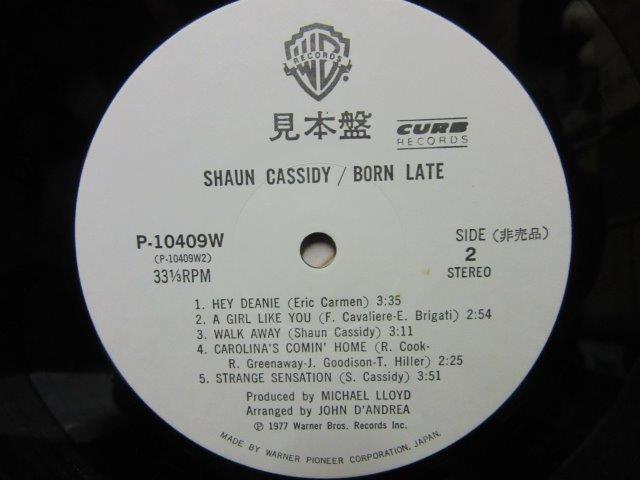 WB
RECORDS
見本盤
CURB
RECORDS
SHAUN CASSIDY / BORN LATE
P-10409W
(P-10409W2)
33⅓RPM
SIDE (非売品)
2
STEREO
1. HEY DEANIE (Eric Carmen) 3:35
2. A GIRL LIKE YOU (F. Cavaliere-E. Brigati) 2:54
3. WALK AWAY (Shaun Cassidy) 3:11
4. CAROLINA'S COMIN' HOME (R. Cook-
R. Greenaway-J. Goodison-T. Hiller) 2:25
5. STRANGE SENSATION (S. Cassidy) 3:51
Produced by MICHAEL LLOYD
Arranged by JOHN D'ANDREA
Ⓟ 1977 Warner Bros. Records Inc.
MADE BY WARNER PIONEER CORPORATION, JAPAN.